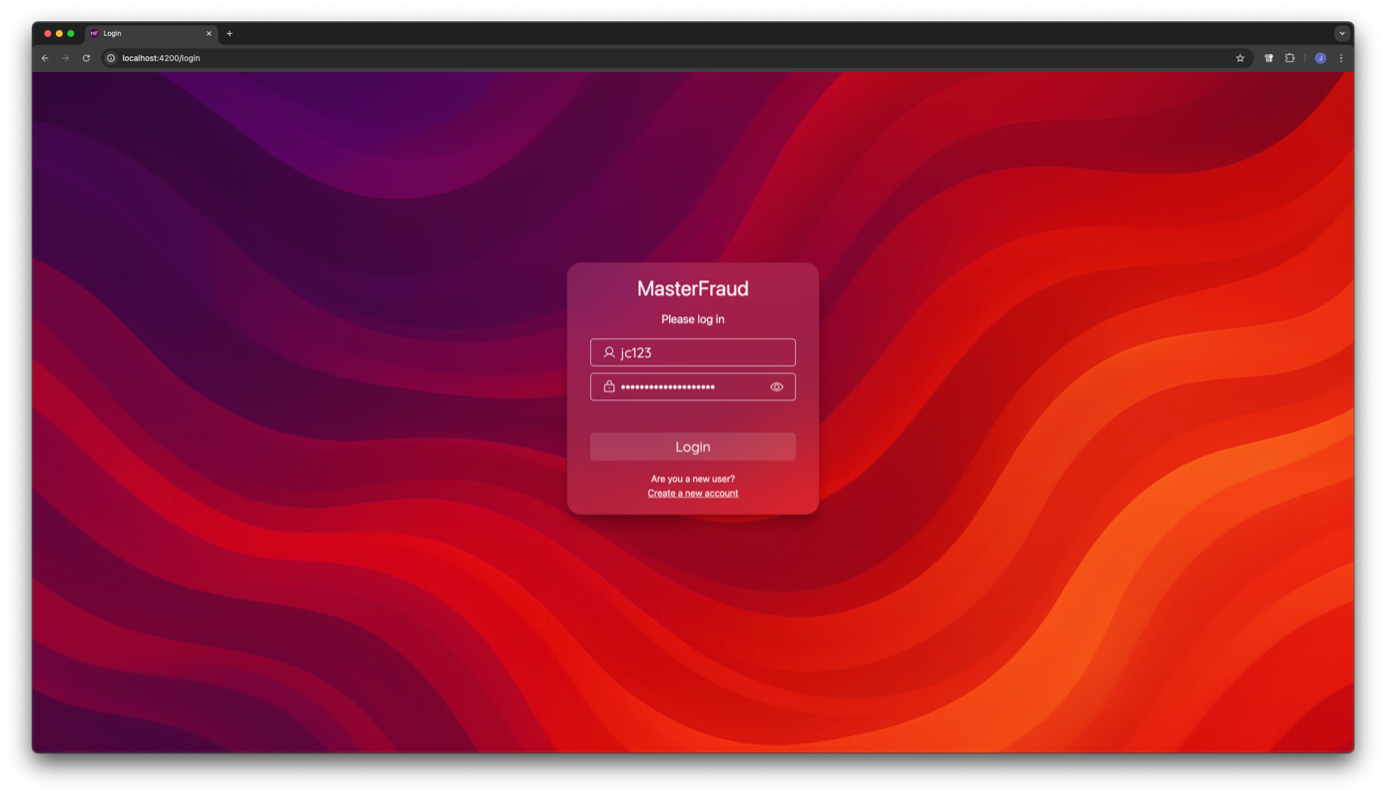 MF Login
localhost:4200/login
J
MasterFraud
Please log in
jc123
••••••••••••••••••••
Login
Are you a new user?
Create a new account